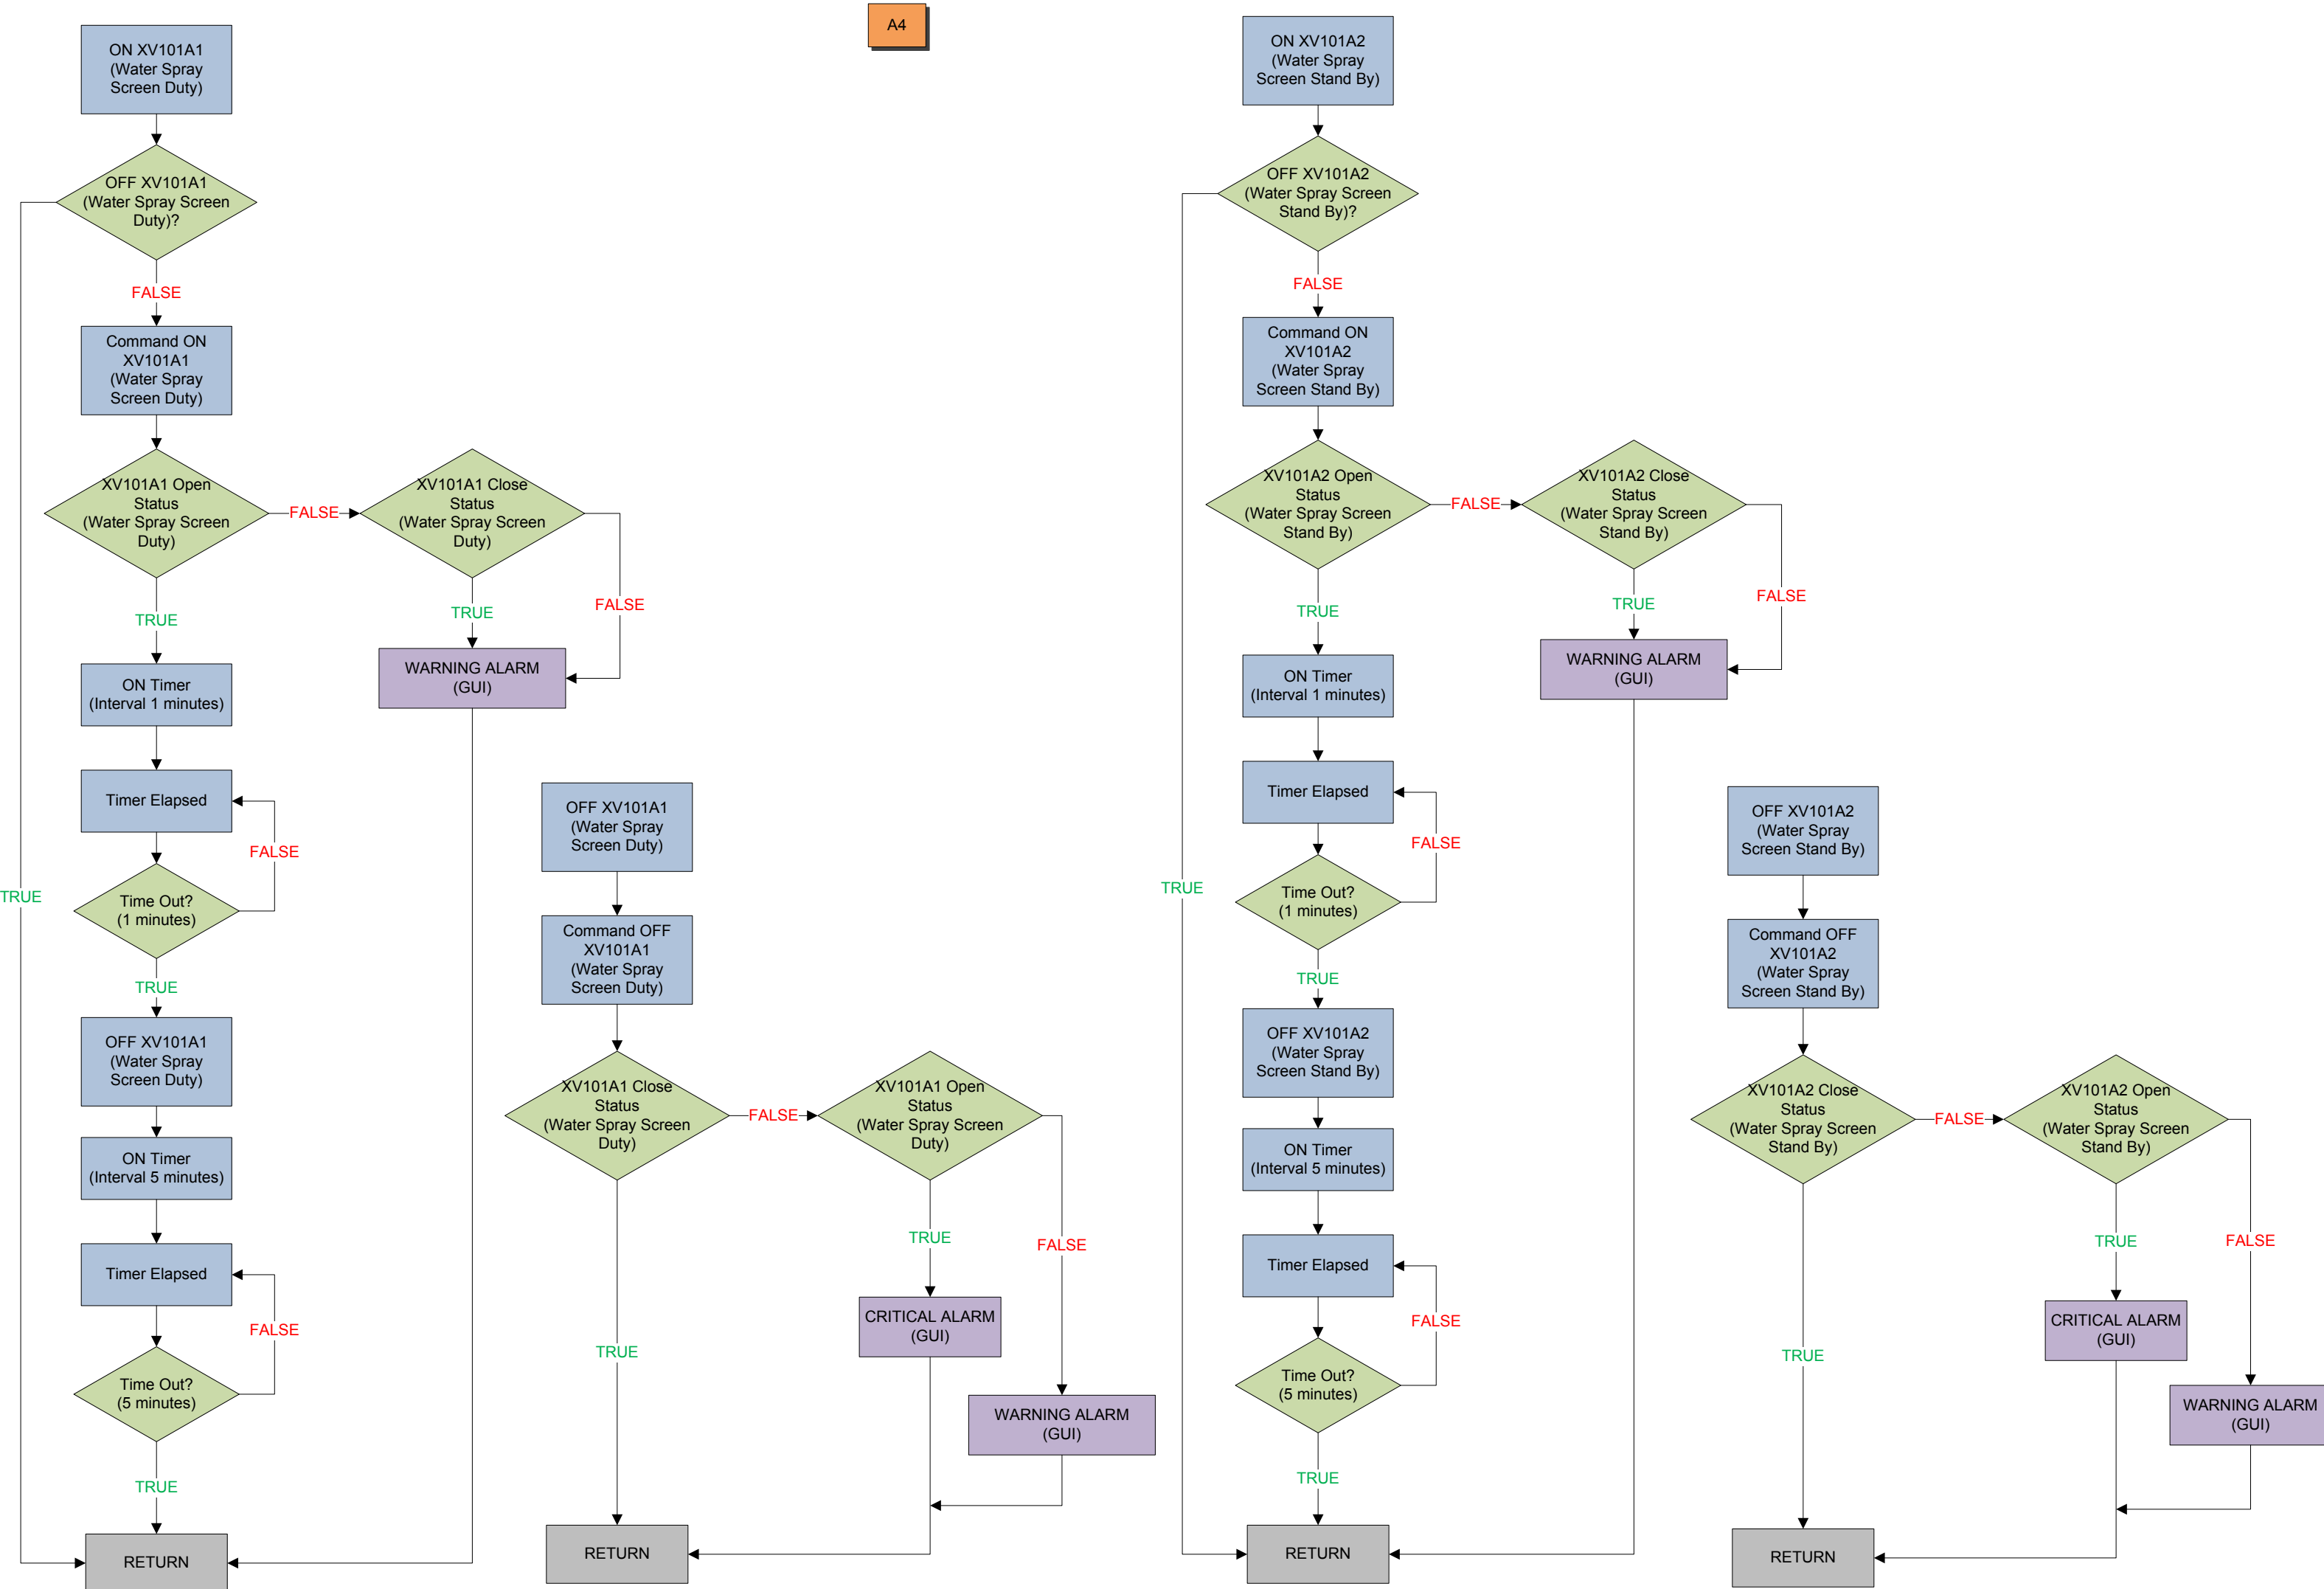 A4
ON XV101A1
(Water Spray
Screen Duty)
OFF XV101A1
(Water Spray Screen
Duty)?
FALSE
TRUE
Command ON
XV101A1
(Water Spray
Screen Duty)
XV101A1 Open
Status
(Water Spray Screen
Duty)
FALSE
XV101A1 Close
Status
(Water Spray Screen
Duty)
TRUE
TRUE
FALSE
WARNING ALARM
(GUI)
ON Timer
(Interval 1 minutes)
Timer Elapsed
FALSE
Time Out?
(1 minutes)
TRUE
OFF XV101A1
(Water Spray
Screen Duty)
ON Timer
(Interval 5 minutes)
Timer Elapsed
FALSE
Time Out?
(5 minutes)
TRUE
RETURN
OFF XV101A1
(Water Spray
Screen Duty)
Command OFF
XV101A1
(Water Spray
Screen Duty)
XV101A1 Close
Status
(Water Spray Screen
Duty)
FALSE
XV101A1 Open
Status
(Water Spray Screen
Duty)
TRUE
FALSE
CRITICAL ALARM
(GUI)
TRUE
WARNING ALARM
(GUI)
RETURN
ON XV101A2
(Water Spray
Screen Stand By)
OFF XV101A2
(Water Spray Screen
Stand By)?
FALSE
TRUE
Command ON
XV101A2
(Water Spray
Screen Stand By)
XV101A2 Open
Status
(Water Spray Screen
Stand By)
FALSE
XV101A2 Close
Status
(Water Spray Screen
Stand By)
TRUE
TRUE
FALSE
WARNING ALARM
(GUI)
ON Timer
(Interval 1 minutes)
Timer Elapsed
FALSE
Time Out?
(1 minutes)
TRUE
OFF XV101A2
(Water Spray
Screen Stand By)
ON Timer
(Interval 5 minutes)
Timer Elapsed
FALSE
Time Out?
(5 minutes)
TRUE
RETURN
OFF XV101A2
(Water Spray
Screen Stand By)
Command OFF
XV101A2
(Water Spray
Screen Stand By)
XV101A2 Close
Status
(Water Spray Screen
Stand By)
FALSE
XV101A2 Open
Status
(Water Spray Screen
Stand By)
TRUE
FALSE
CRITICAL ALARM
(GUI)
TRUE
WARNING ALARM
(GUI)
RETURN